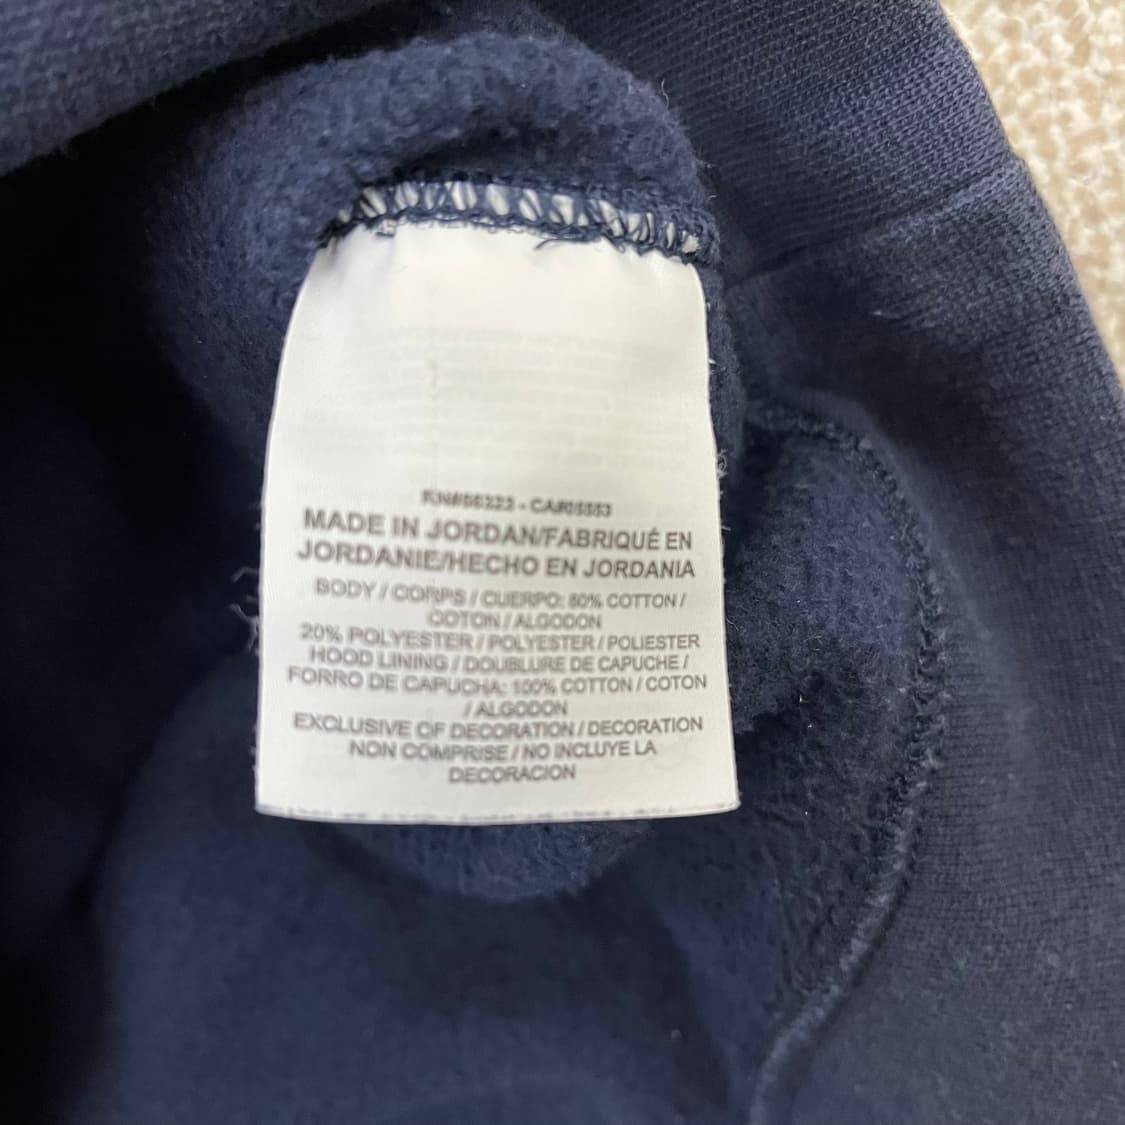 MADE IN JORDAN/FABRIQUÉ EN
JORDANIE/HECHO EN JORDANIA
BODY / CORPS / CUERPO: 80% COTTON /
COTON / ALGODON
20% POLYESTER / POLYESTER / POLIESTER
HOOD LINING / DOUBLURE DE CAPUCHE /
FORRO DE CAPUCHA: 100% COTTON / COTON
/ ALGODON
EXCLUSIVE OF DECORATION / DECORATION
NON COMPRISE / NO INCLUYE LA
DECORACION